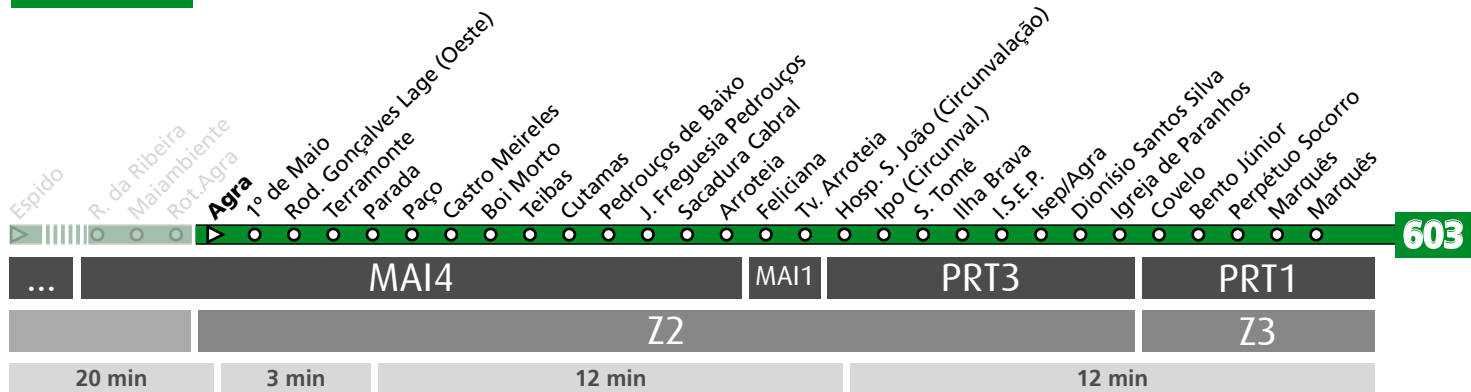 Espido
R. da Ribeira
Maiambiente
Rot.Agra
Agra
1º de Maio
Rod. Gonçalves Lage (Oeste)
Terramonte
Parada
Paço
Castro Meireles
Boi Morto
Teibas
Cutamas
Pedrouços de Baixo
J. Freguesia Pedrouços
Sacadura Cabral
Arroteia
Feliciana
Tv. Arroteia
Hosp. S. João (Circunvalação)
Ipo (Circunval.)
S. Tomé
Ilha Brava
I.S.E.P.
Isep/Agra
Dionísio Santos Silva
Igreja de Paranhos
Covelo
Bento Júnior
Perpétuo Socorro
Marquês
Marquês
603
... MAI4 MAI1 PRT3 PRT1
Z2 Z3
20 min 3 min 12 min 12 min